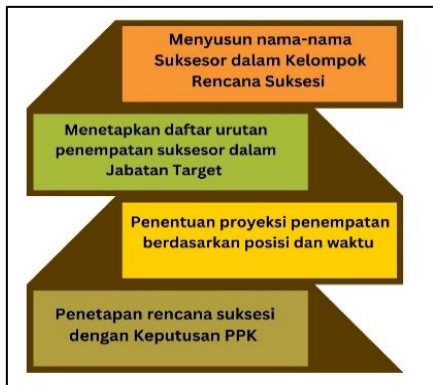 Menyusun nama-nama
Suksesor dalam Kelompok
Rencana Suksesi
Menetapkan daftar urutan
penempatan suksesor dalam
Jabatan Target
Penentuan proyeksi penempatan
berdasarkan posisi dan waktu
Penetapan rencana suksesi
dengan Keputusan PPK